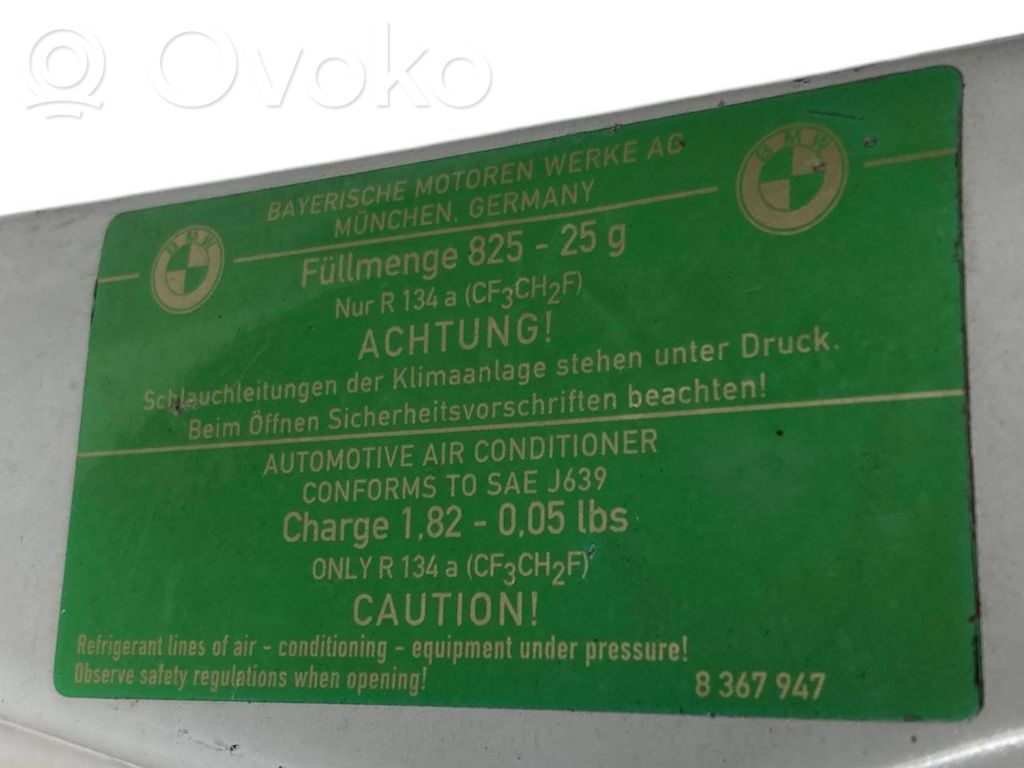 Ovoko
BAYERISCHE MOTOREN WERKE AG
MÜNCHEN, GERMANY
BMW
BMW
Füllmenge 825 - 25 g
Nur R 134 a (CF₃CH₂F)
ACHTUNG!
Schlauchleitungen der Klimaanlage stehen unter Druck.
Beim Öffnen Sicherheitsvorschriften beachten!
AUTOMOTIVE AIR CONDITIONER
CONFORMS TO SAE J639
Charge 1,82 - 0,05 lbs
ONLY R 134 a (CF₃CH₂F)
CAUTION!
Refrigerant lines of air - conditioning - equipment under pressure!
Observe safety regulations when opening!
8 367 947